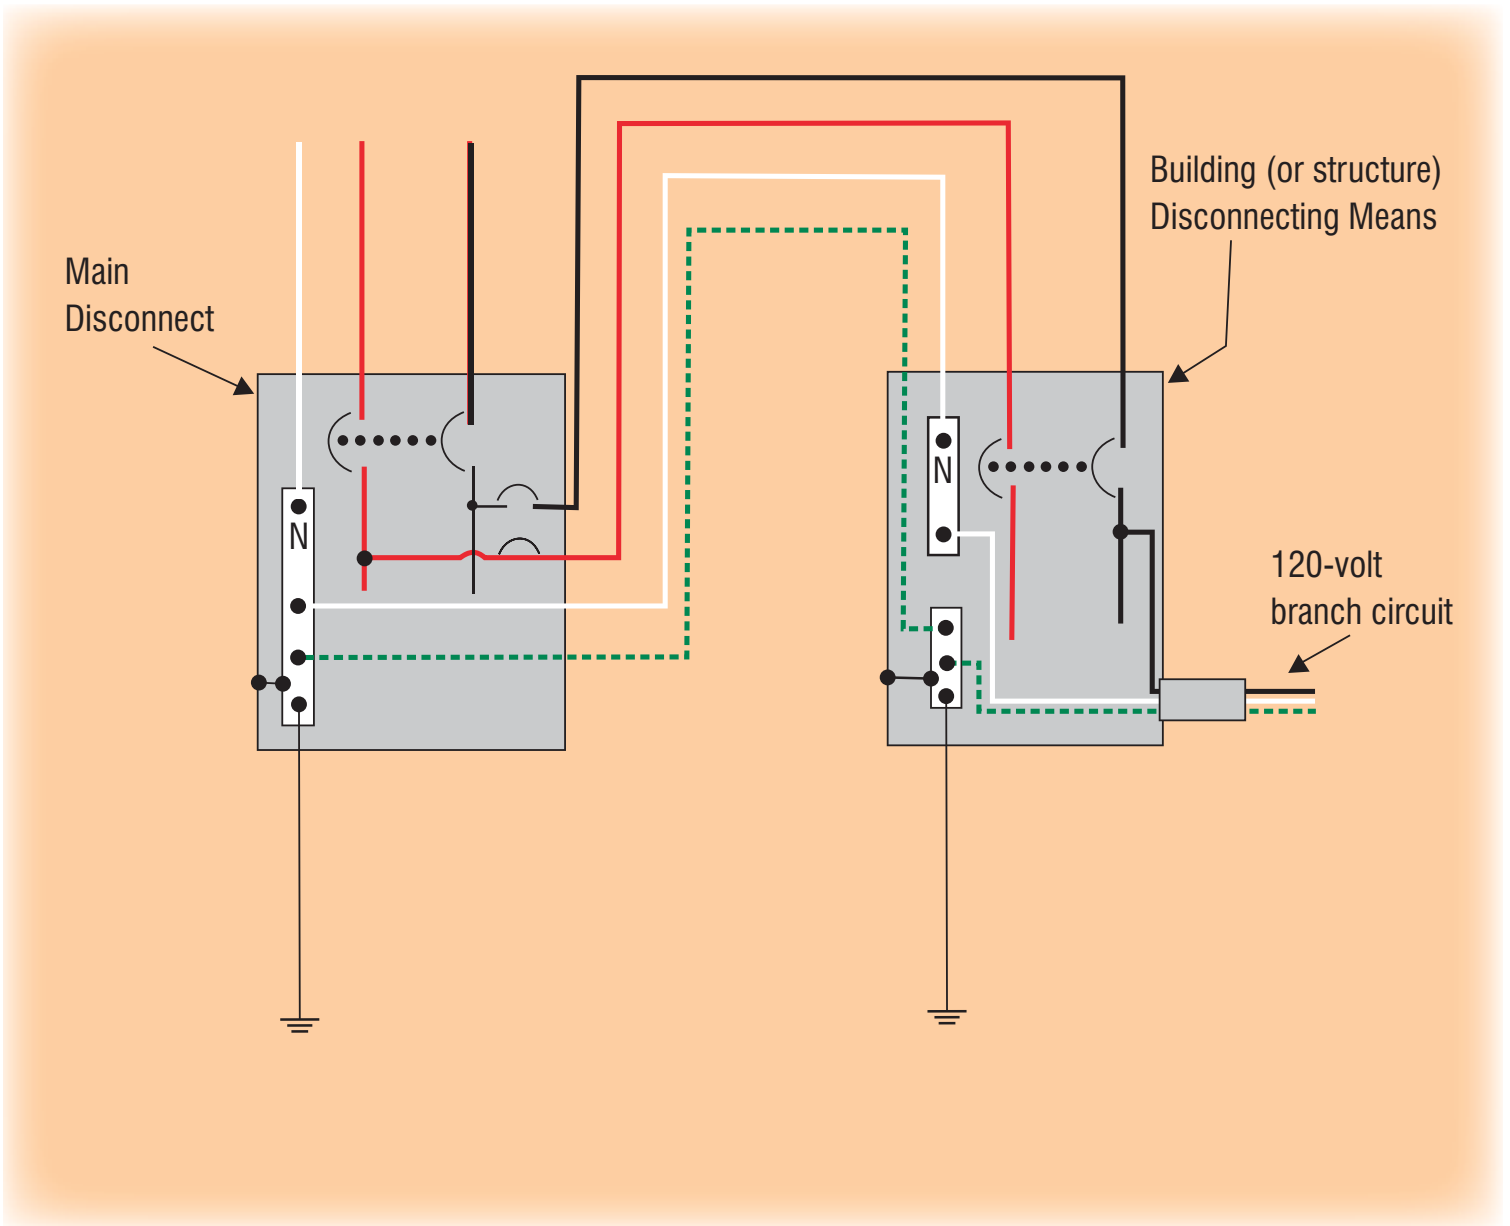 Building (or structure)
Disconnecting Means
Main
Disconnect
N
N
120-volt
branch circuit